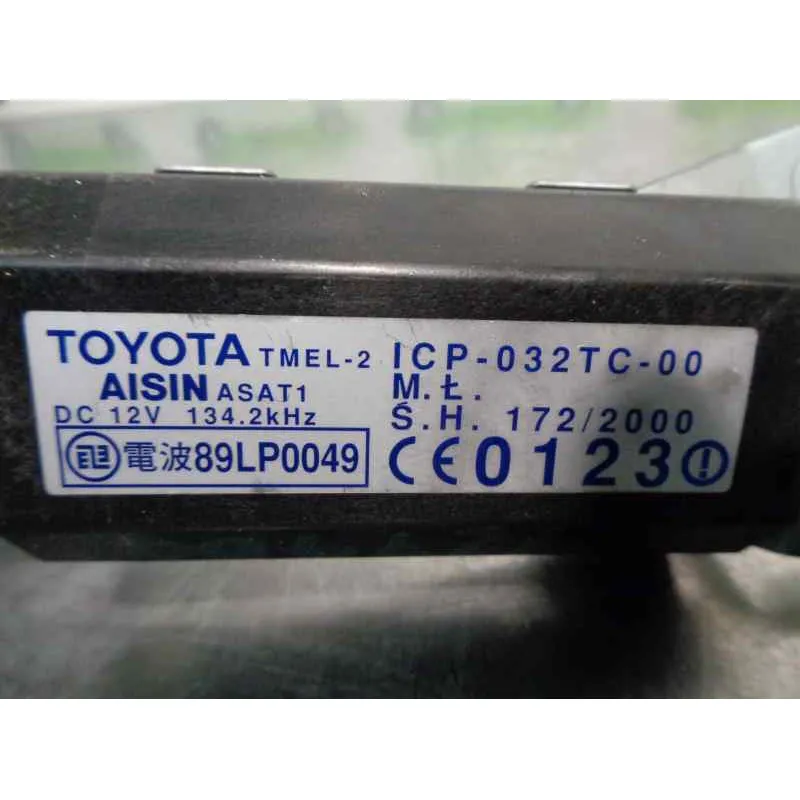 TOYOTA TMEL-2 ICP-032TC-00
AISIN ASAT1 M.Ł.
DC 12V 134.2kHz Ś.H. 172/2000
電波89LP0049 CE0123